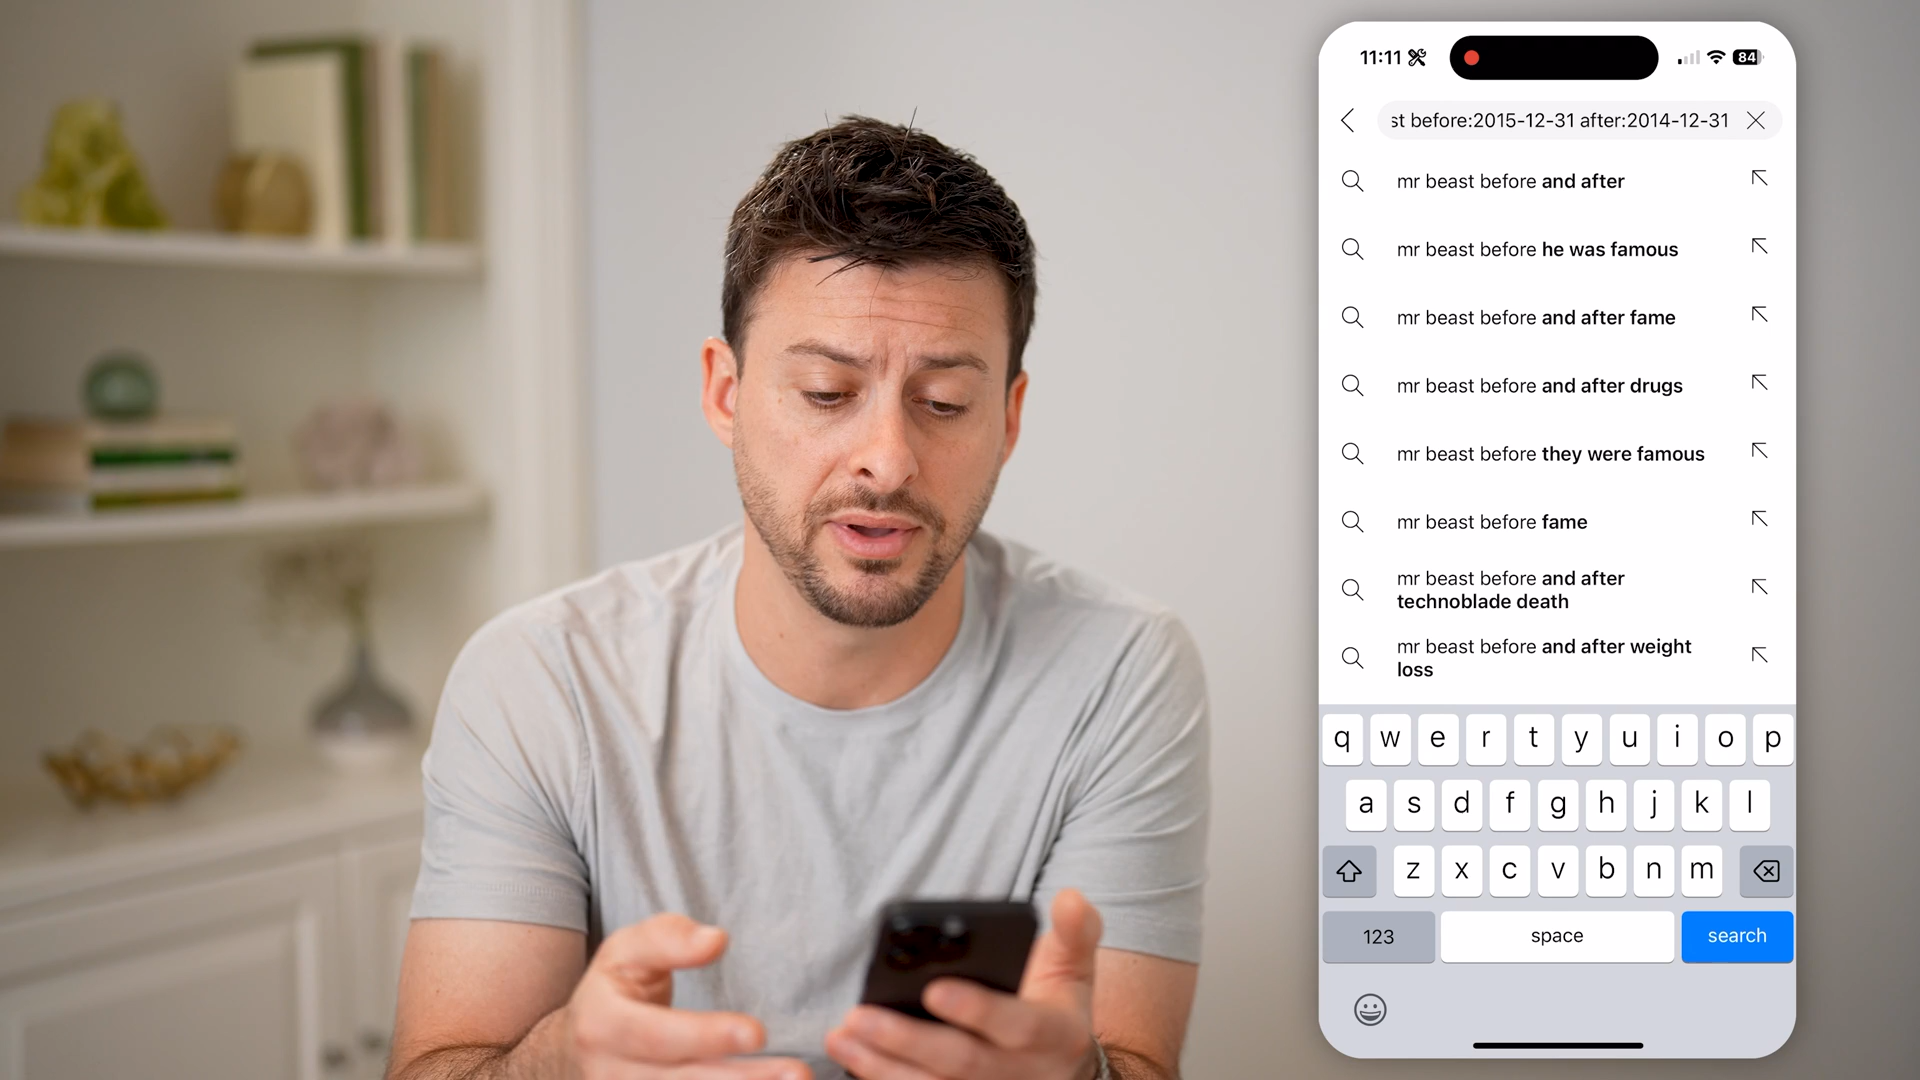 11:11
84
st before:2015-12-31 after:2014-12-31
mr beast before and after
mr beast before he was famous
mr beast before and after fame
mr beast before and after drugs
mr beast before they were famous
mr beast before fame
mr beast before and after
technoblade death
mr beast before and after weight
loss
q w e r t y u i o p
a s d f g h j k l
z x c v b n m
123 space search